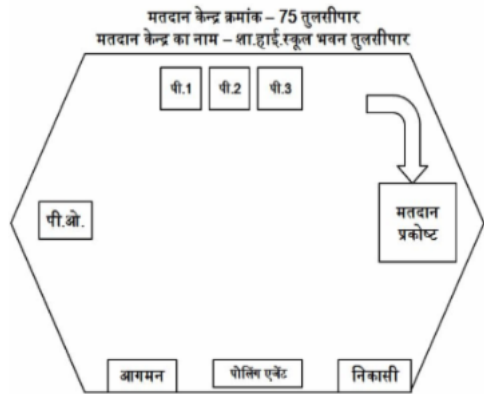 मतदान केन्द्र क्रमांक – 75 तुलसीपार
मतदान केन्द्र का नाम – शा.हाई.स्कूल भवन तुलसीपार
पी.1 पी.2 पी.3
पी.ओ.
मतदान
प्रकोष्ट
आगमन पोलिंग एजेंट निकासी